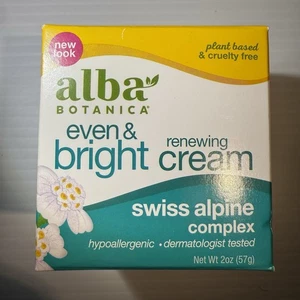 new
look
plant based
& cruelty free
alba
BOTANICA®
even &
bright
renewing
cream
swiss alpine
complex
hypoallergenic • dermatologist tested
Net Wt 2oz (57g)